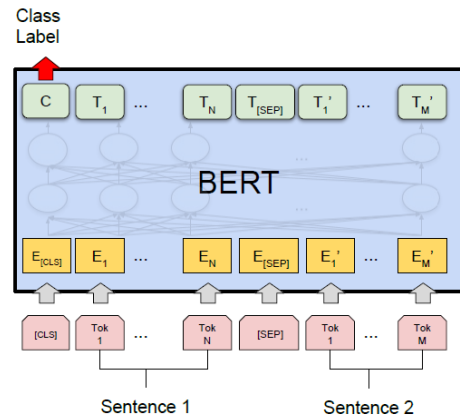 Class
Label
C T1 ... TN T[SEP] T1' ... TM'
...
BERT
...
E[CLS] E1 ... EN E[SEP] E1' ... EM'
[CLS] Tok 1 ... Tok N [SEP] Tok 1 ... Tok M
Sentence 1 Sentence 2